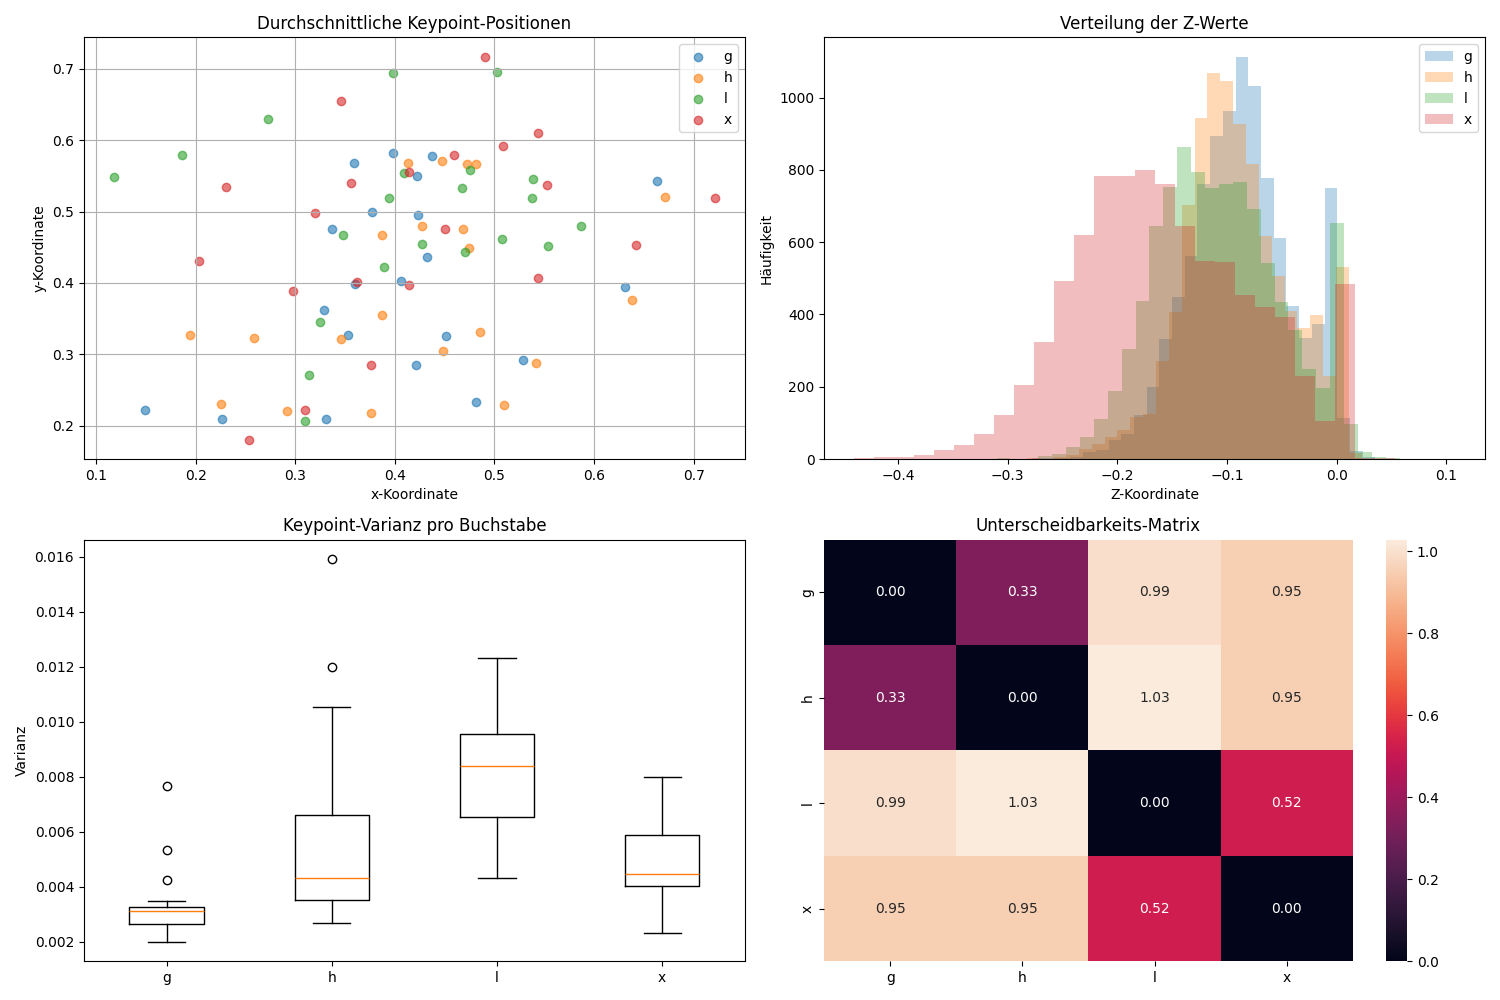 Durchschnittliche Keypoint-Positionen
g
h
l
x
0.7
0.6
0.5
0.4
0.3
0.2
y-Koordinate
0.1 0.2 0.3 0.4 0.5 0.6 0.7
x-Koordinate
Verteilung der Z-Werte
g
h
l
x
1000
800
600
400
200
0
Häufigkeit
−0.4 −0.3 −0.2 −0.1 0.0 0.1
Z-Koordinate
Keypoint-Varianz pro Buchstabe
0.016
0.014
0.012
0.010
0.008
0.006
0.004
0.002
Varianz
g h l x
Unterscheidbarkeits-Matrix
g 0.00 0.33 0.99 0.95
h 0.33 0.00 1.03 0.95
l 0.99 1.03 0.00 0.52
x 0.95 0.95 0.52 0.00
g h l x
1.0
0.8
0.6
0.4
0.2
0.0